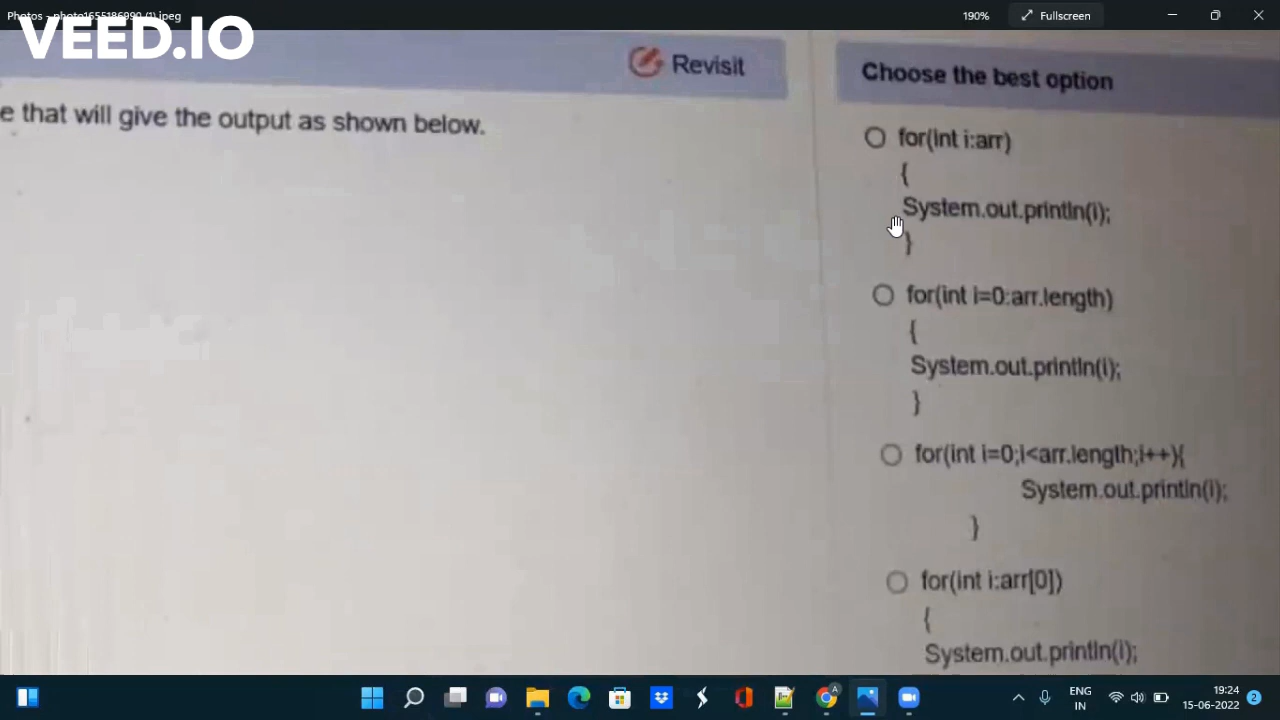 Photos - photo1655186990 (1).jpeg
190%
Fullscreen
VEED.IO
Revisit
e that will give the output as shown below.
Choose the best option
for(int i:arr)
{
System.out.println(i);
}
for(int i=0:arr.length)
{
System.out.println(i);
}
for(int i=0;i<arr.length;i++){
System.out.println(i);
}
for(int i:arr[0])
{
System.out.println(i);
ENG
IN
19:24
15-06-2022
2